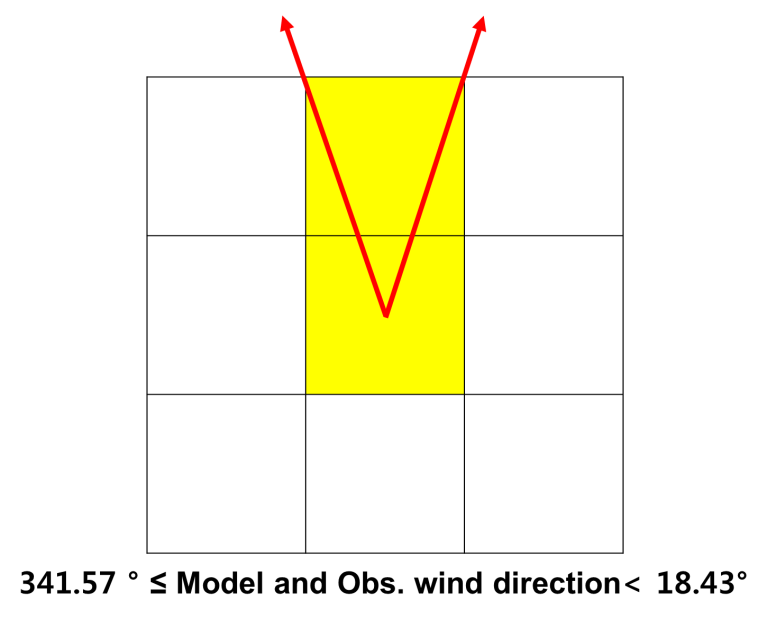 341.57 ° ≤ Model and Obs. wind direction< 18.43°